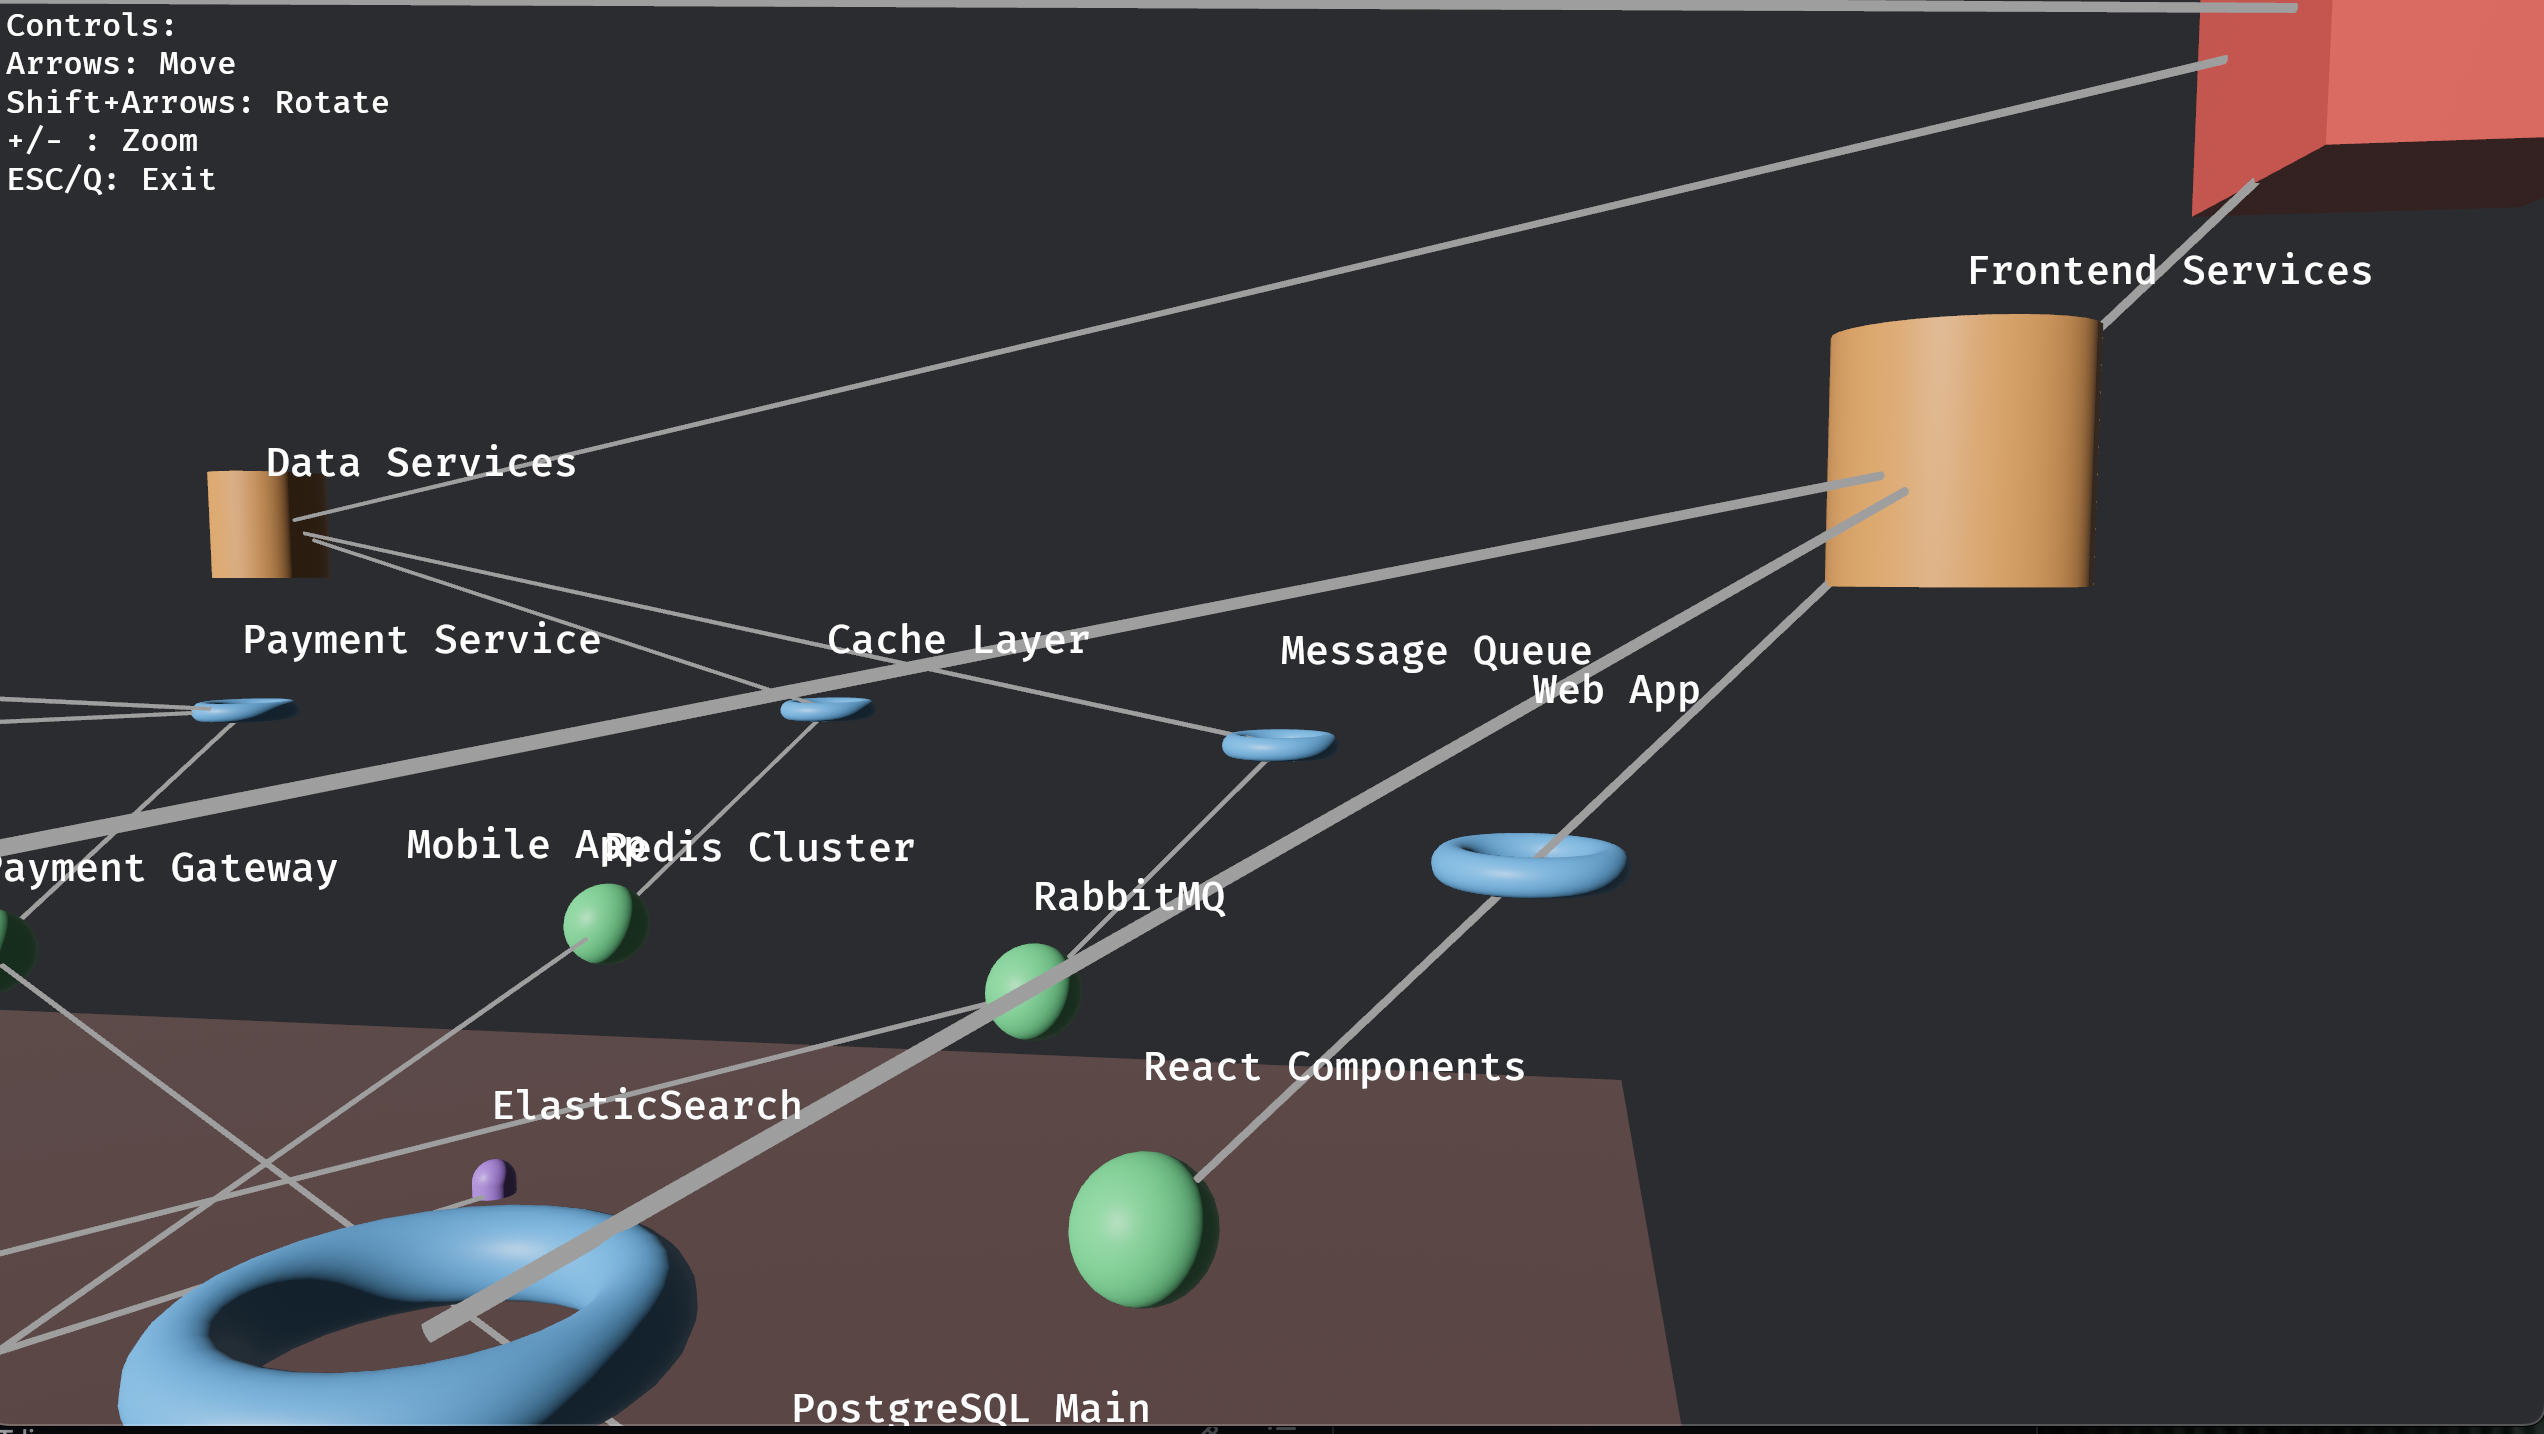 Controls:
Arrows: Move
Shift+Arrows: Rotate
+/- : Zoom
ESC/Q: Exit
Frontend Services
Data Services
Payment Service
Cache Layer
Message Queue
Web App
Mobile App
Redis Cluster
ayment Gateway
RabbitMQ
React Components
ElasticSearch
PostgreSQL Main